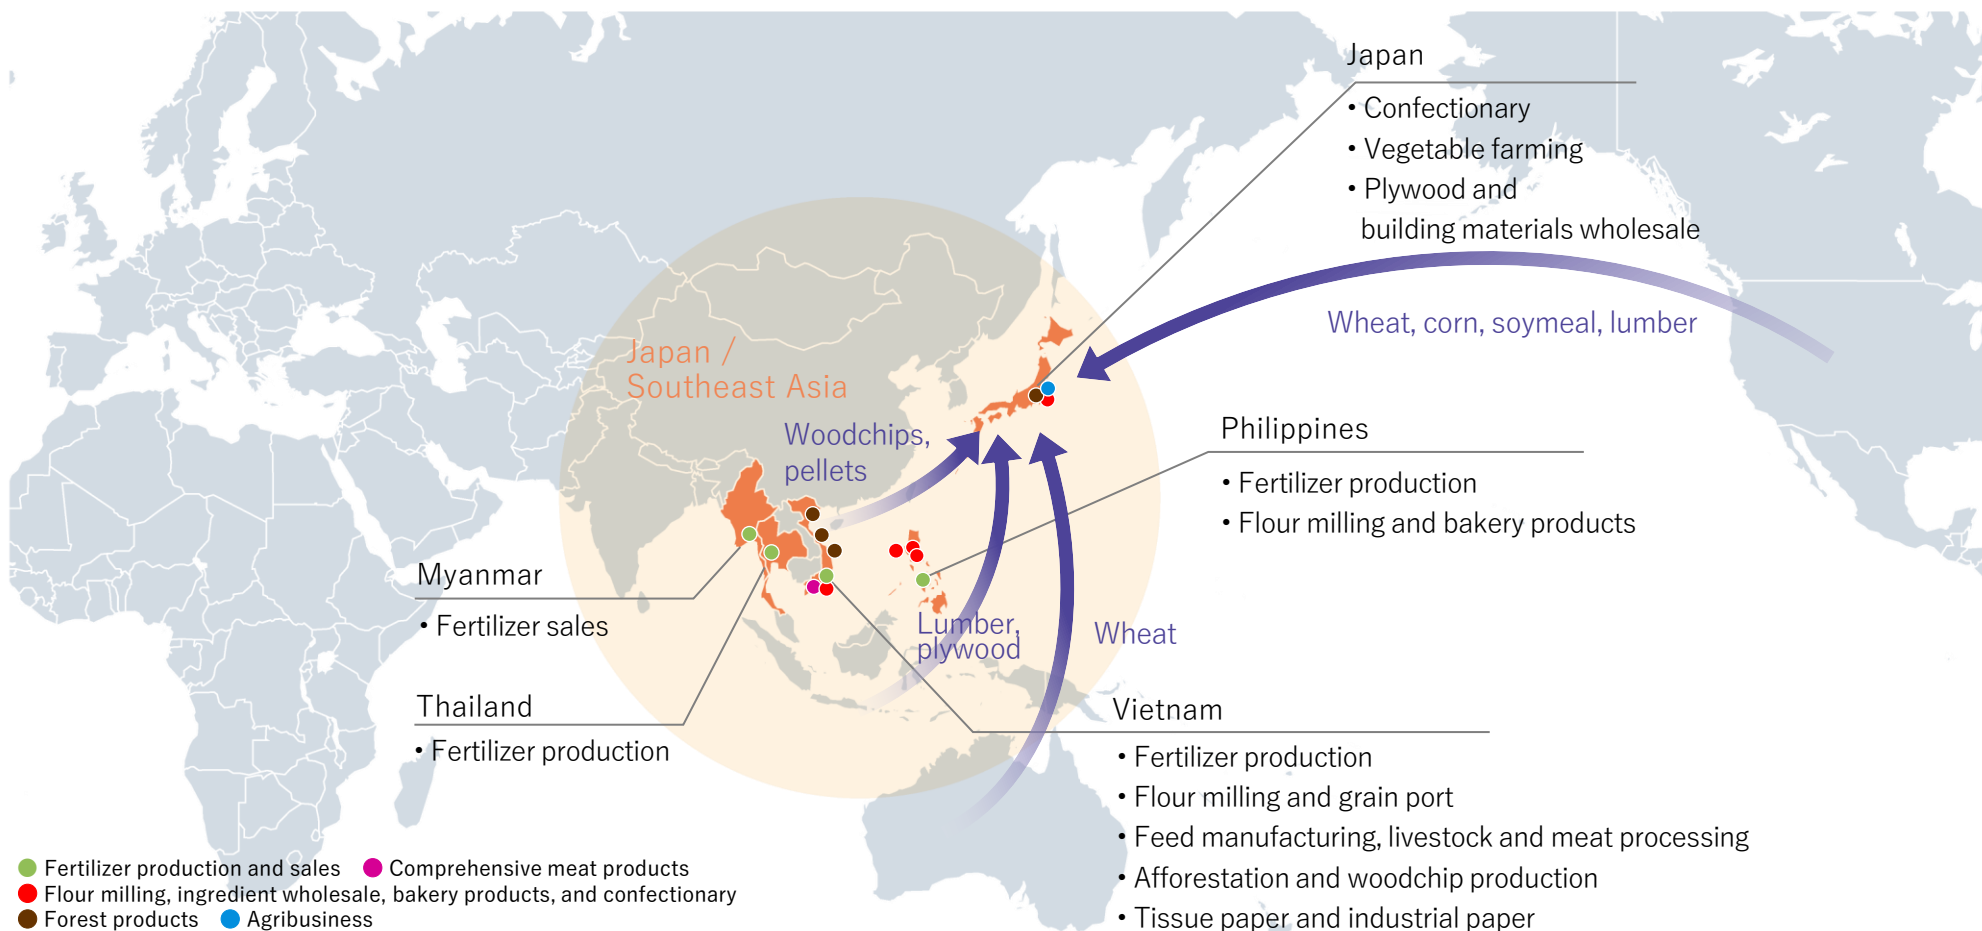 Japan
• Confectionary
• Vegetable farming
• Plywood and
building materials wholesale
Wheat, corn, soymeal, lumber
Japan /
Southeast Asia
Woodchips,
pellets
Philippines
• Fertilizer production
• Flour milling and bakery products
Myanmar
• Fertilizer sales
Lumber,
plywood
Wheat
Thailand
• Fertilizer production
Vietnam
• Fertilizer production
• Flour milling and grain port
• Feed manufacturing, livestock and meat processing
• Afforestation and woodchip production
• Tissue paper and industrial paper
Fertilizer production and sales Comprehensive meat products
Flour milling, ingredient wholesale, bakery products, and confectionary
Forest products Agribusiness